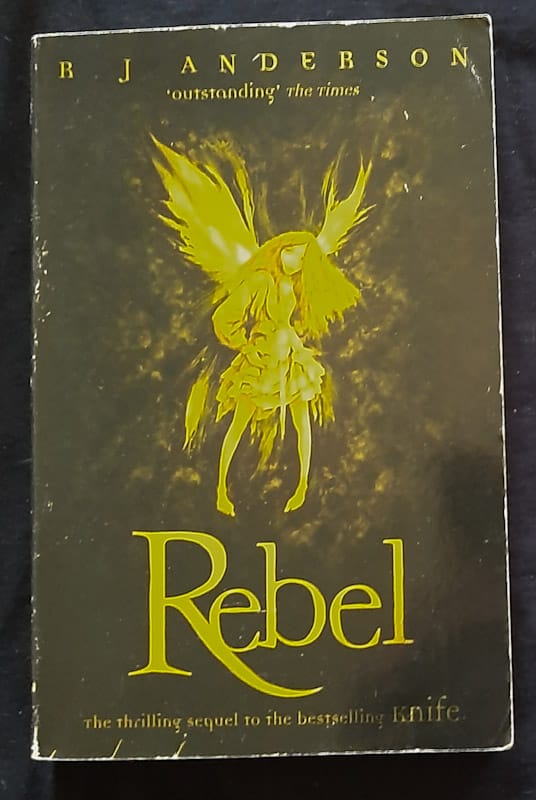 R J ANDERSON
'outstanding' The Times
Rebel
The thrilling sequel to the bestselling Knife.